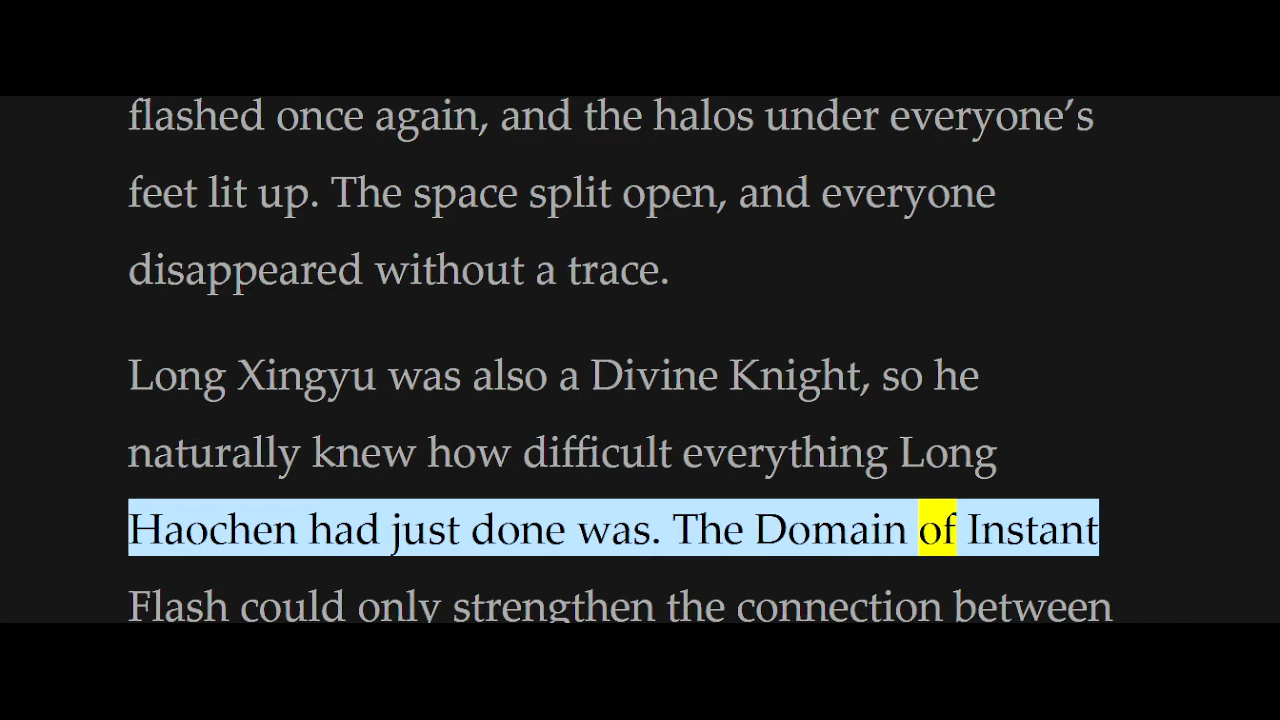 flashed once again, and the halos under everyone’s
feet lit up. The space split open, and everyone
disappeared without a trace.
Long Xingyu was also a Divine Knight, so he
naturally knew how difficult everything Long
Haochen had just done was. The Domain of Instant
Flash could only strengthen the connection between